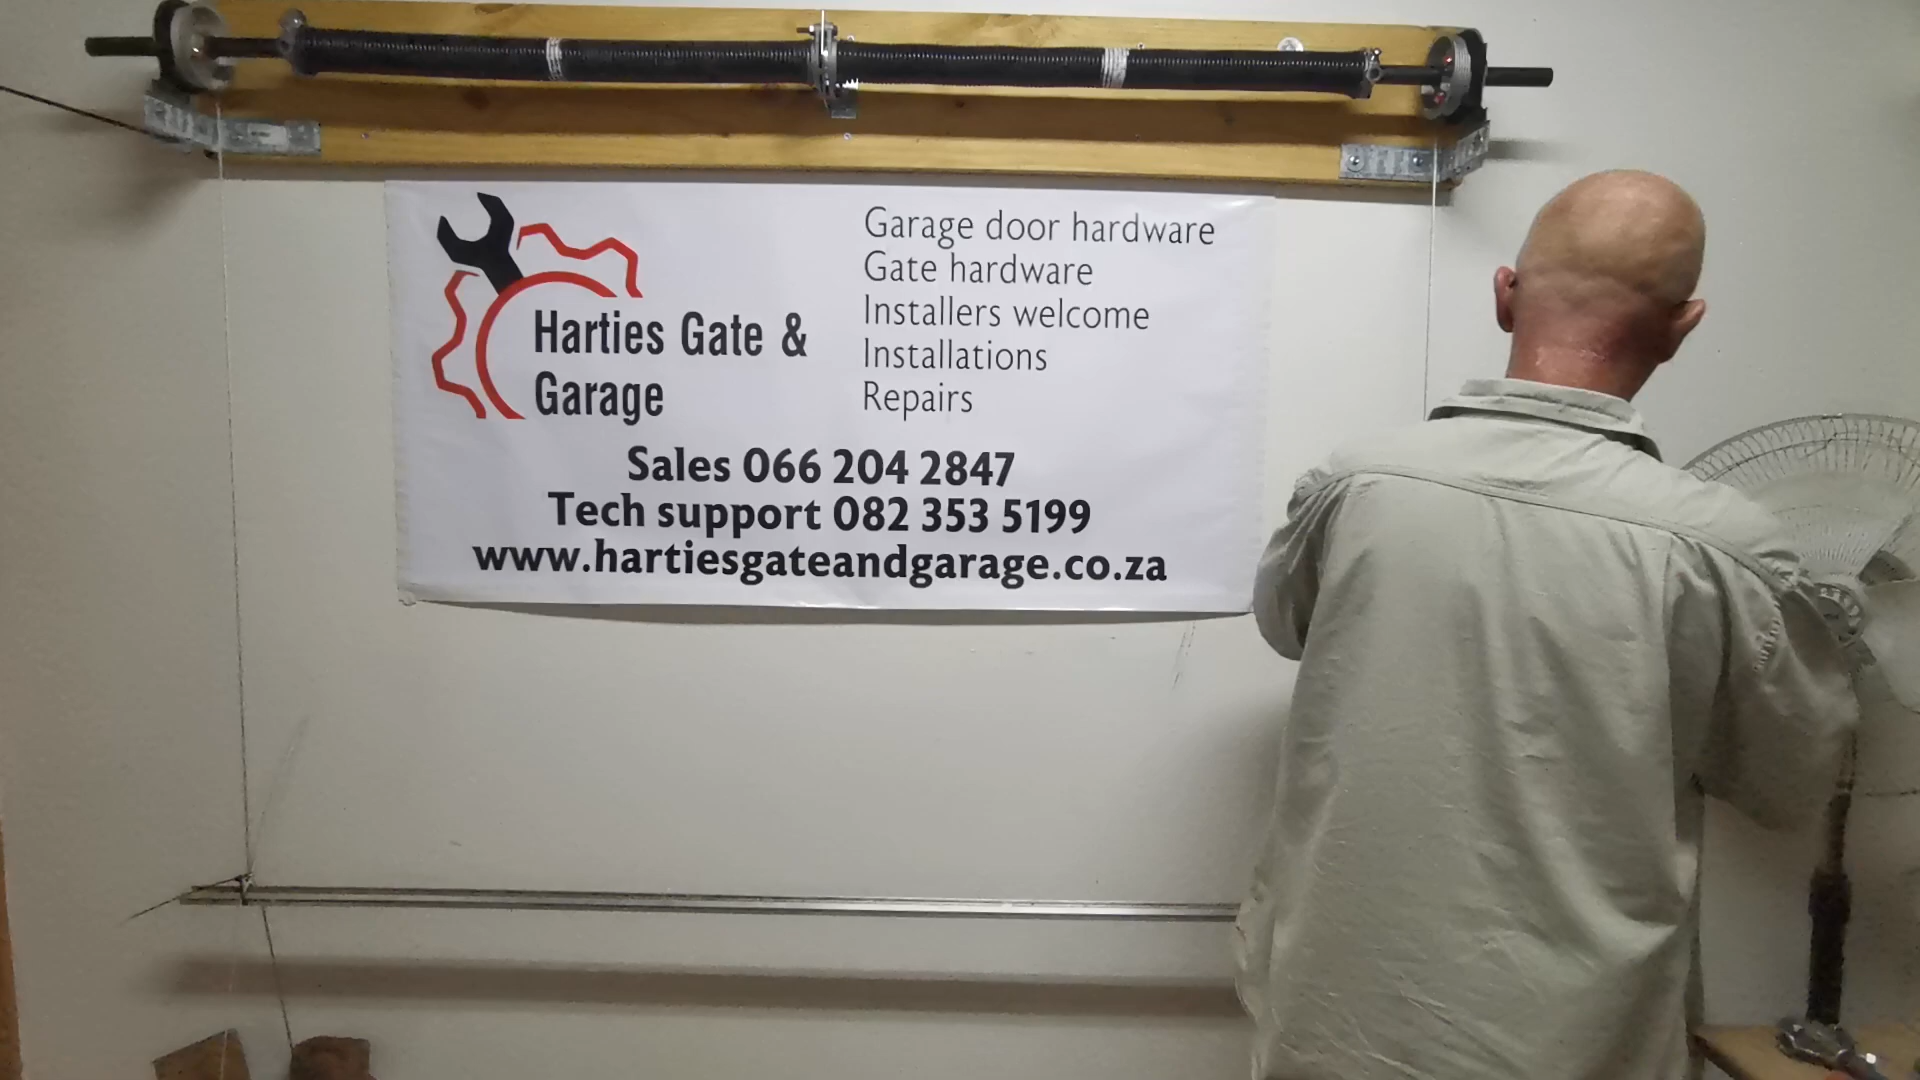 Harties Gate &
Garage
Garage door hardware
Gate hardware
Installers welcome
Installations
Repairs
Sales 066 204 2847
Tech support 082 353 5199
www.hartiesgateandgarage.co.za